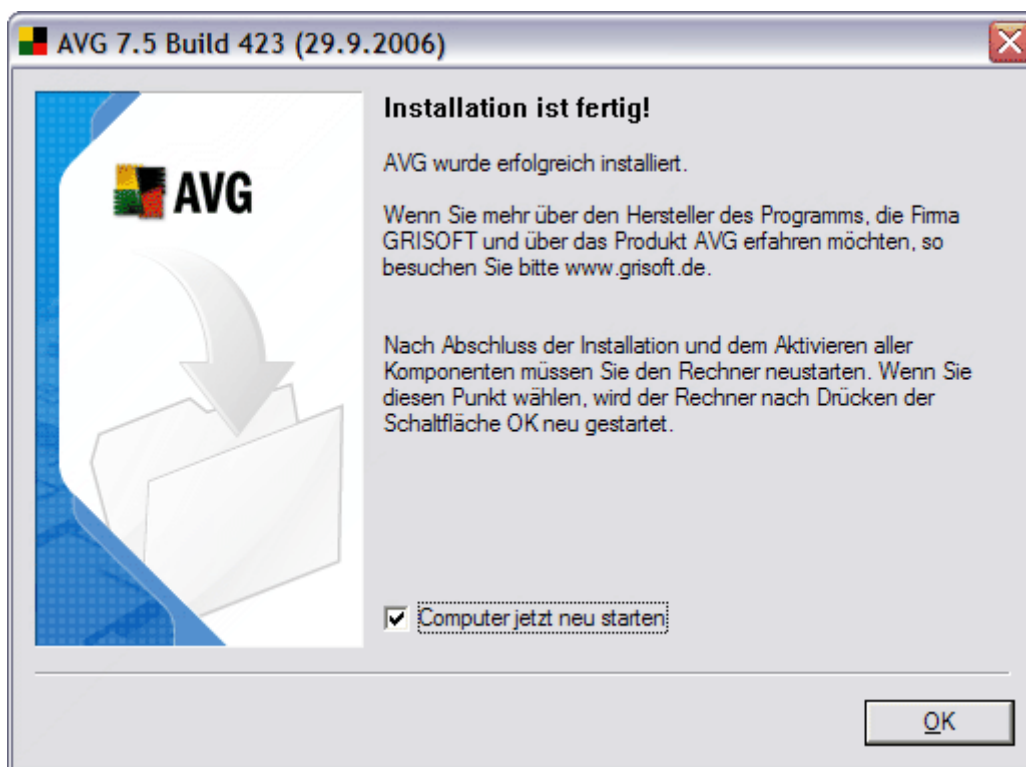 AVG 7.5 Build 423 (29.9.2006)
AVG
Installation ist fertig!
AVG wurde erfolgreich installiert.
Wenn Sie mehr über den Hersteller des Programms, die Firma
GRISOFT und über das Produkt AVG erfahren möchten, so
besuchen Sie bitte www.grisoft.de.
Nach Abschluss der Installation und dem Aktivieren aller
Komponenten müssen Sie den Rechner neustarten. Wenn Sie
diesen Punkt wählen, wird der Rechner nach Drücken der
Schaltfläche OK neu gestartet.
Computer jetzt neu starten
OK